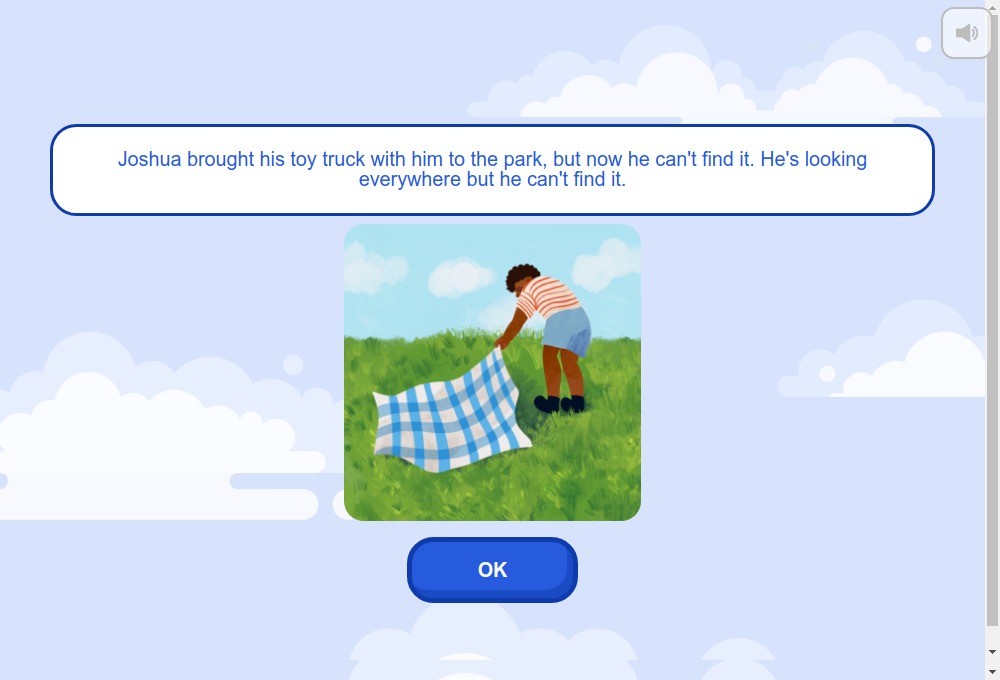 Joshua brought his toy truck with him to the park, but now he can't find it. He's looking
everywhere but he can't find it.
OK